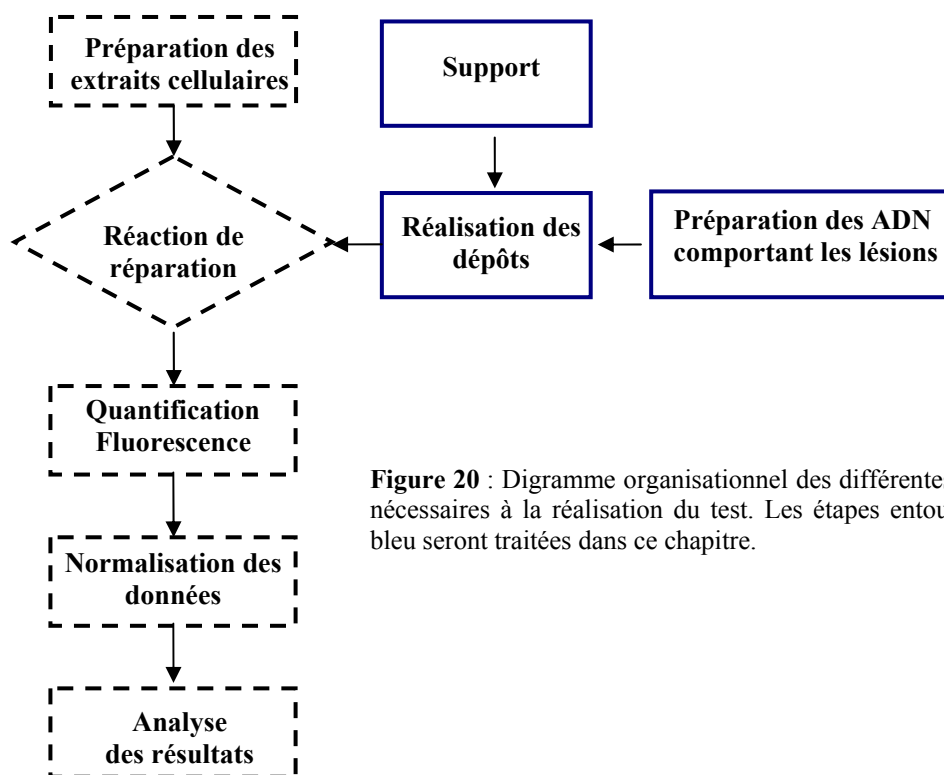 Préparation des
extraits cellulaires
Support
Réaction de
réparation
Réalisation des
dépôts
Préparation des ADN
comportant les lésions
Quantification
Fluorescence
Figure 20 : Digramme organisationnel des différentes
nécessaires à la réalisation du test. Les étapes entou
bleu seront traitées dans ce chapitre.
Normalisation des
données
Analyse
des résultats